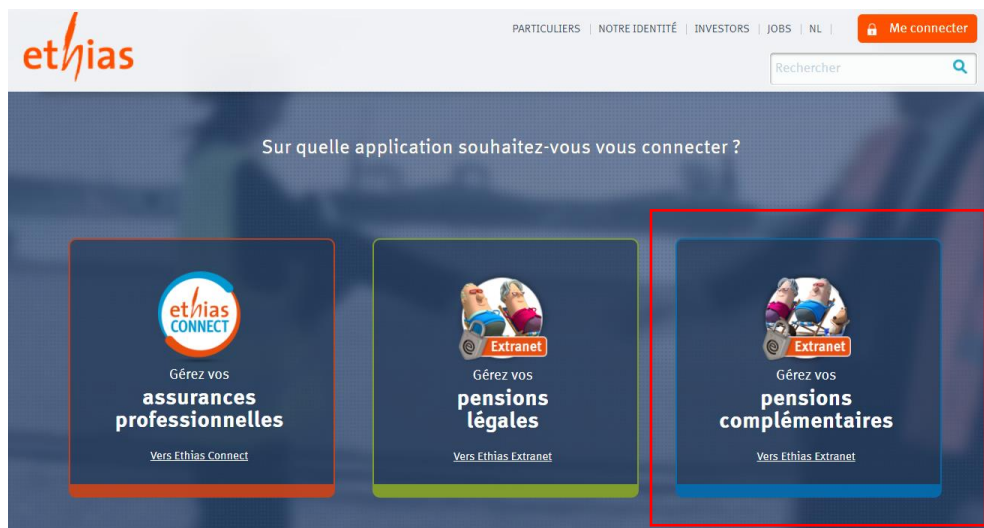 PARTICULIERS | NOTRE IDENTITÉ | INVESTORS | JOBS | NL |
Me connecter
ethias
Rechercher
Sur quelle application souhaitez-vous vous connecter ?
ethias
CONNECT
Gérez vos
assurances
professionnelles
Vers Ethias Connect
@ Extranet
Gérez vos
pensions
légales
Vers Ethias Extranet
@ Extranet
Gérez vos
pensions
complémentaires
Vers Ethias Extranet